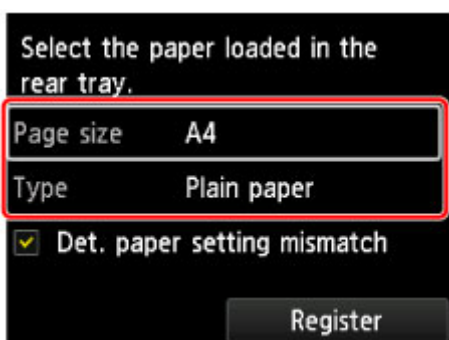 Select the paper loaded in the
rear tray.
Page size A4
Type Plain paper
Det. paper setting mismatch
Register